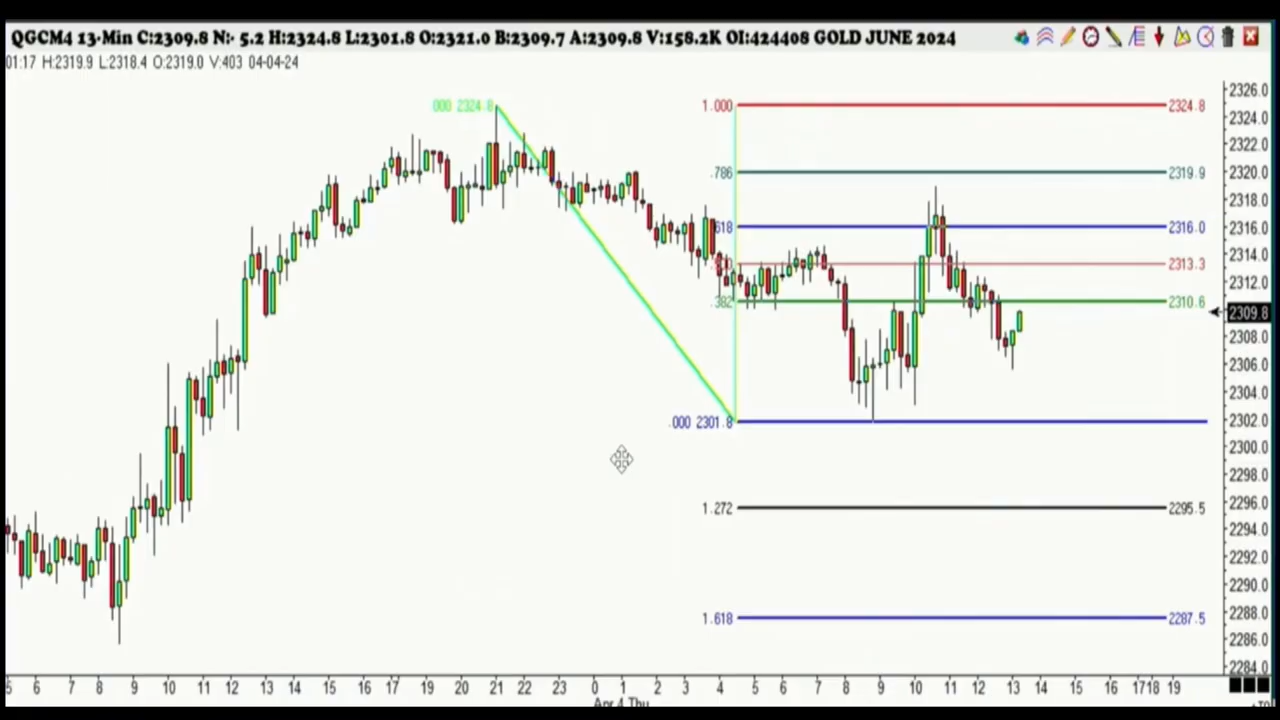 QGCM4 13-Min C:2309.8 N:- 5.2 H:2324.8 L:2301.8 O:2321.0 B:2309.7 A:2309.8 V:158.2K OI:424408 GOLD JUNE 2024
01:17 H:2319.9 L:2318.4 O:2319.0 V:403 04-04-24
2326.0
000 2324.8 1.000 2324.8
2324.0
2322.0
.786 2319.9 2320.0
2318.0
618 2316.0 2316.0
2313.3 2314.0
2312.0
.382 2310.6
2309.8
2308.0
2306.0
2304.0
.000 2301.8 2302.0
2300.0
2298.0
1.272 2295.5 2296.0
2294.0
2292.0
2290.0
1.618 2287.5 2288.0
2286.0
2284.0
5 6 7 8 9 10 11 12 13 14 15 16 17 19 20 21 22 23 0 1 2 3 4 5 6 7 8 9 10 11 12 13 14 15 16 1718 19
Apr 4 Thu